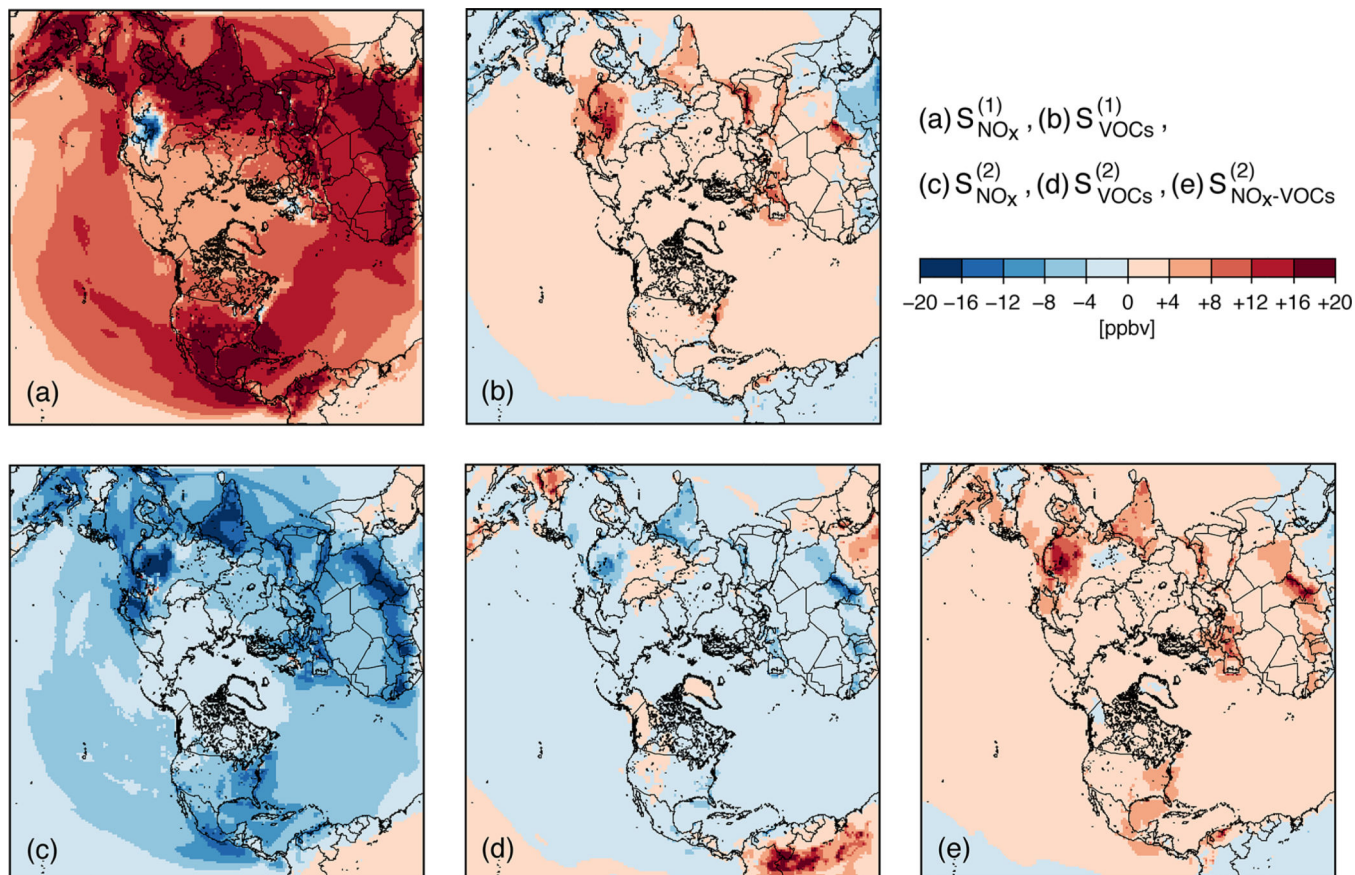 (a) S(1)NOx , (b) S(1)VOCs ,
(c) S(2)NOx , (d) S(2)VOCs , (e) S(2)NOx-VOCs
−20 −16 −12 −8 −4 0 +4 +8 +12 +16 +20
[ppbv]
(a)
(b)
(c)
(d)
(e)